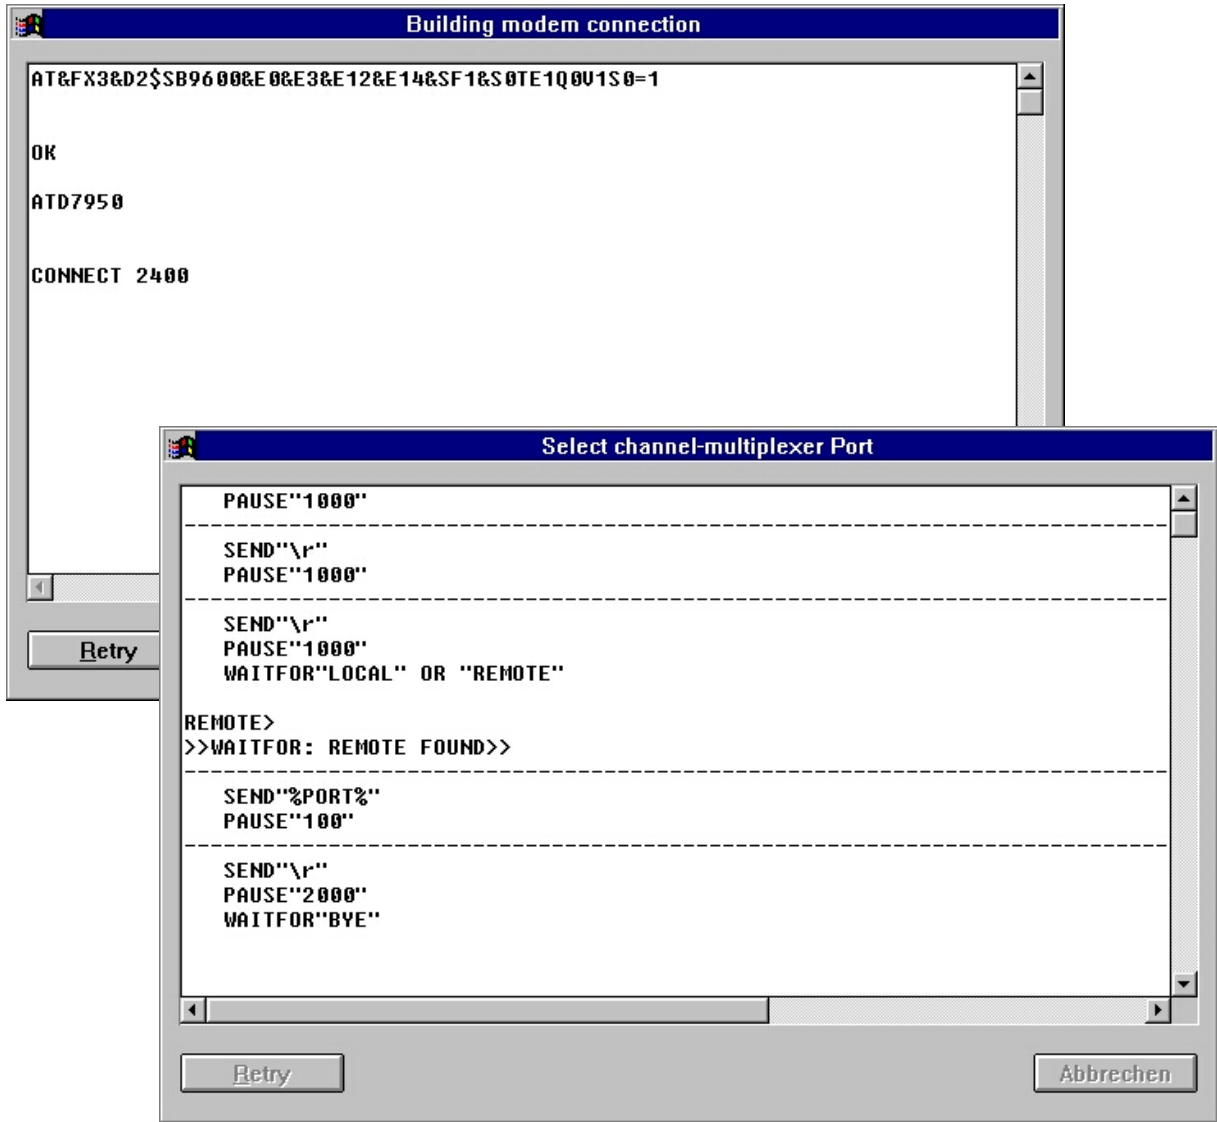 Building modem connection
AT&FX3&D2$SB9600&E0&E3&E12&E14&SF1&S0TE1Q0V1S0=1
OK
ATD7950
CONNECT 2400
Retry
Select channel-multiplexer Port
PAUSE"1000"
SEND"\r"
PAUSE"1000"
SEND"\r"
PAUSE"1000"
WAITFOR"LOCAL" OR "REMOTE"
REMOTE>
>>WAITFOR: REMOTE FOUND>>
SEND"%PORT%"
PAUSE"100"
SEND"\r"
PAUSE"2000"
WAITFOR"BYE"
Retry
Abbrechen